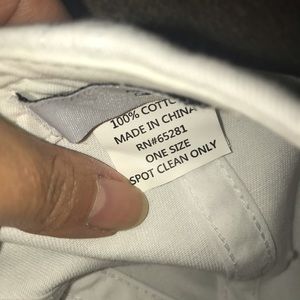 100% COTTO
MADE IN CHINA
RN#65281
ONE SIZE
SPOT CLEAN ONLY